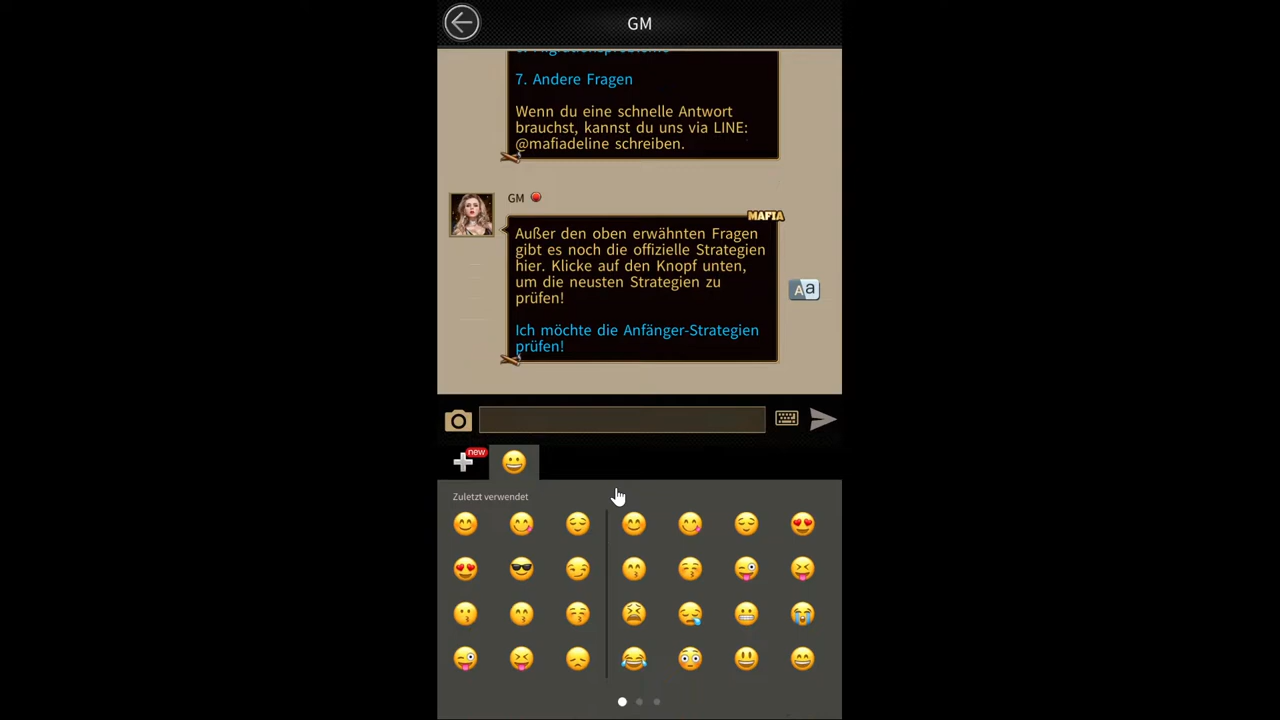 GM
7. Andere Fragen
Wenn du eine schnelle Antwort
brauchst, kannst du uns via LINE:
@mafiadeline schreiben.
GM
MAFIA
Außer den oben erwähnten Fragen
gibt es noch die offizielle Strategien
hier. Klicke auf den Knopf unten,
um die neusten Strategien zu
prüfen!
Ich möchte die Anfänger-Strategien
prüfen!
Aa
new
Zuletzt verwendet